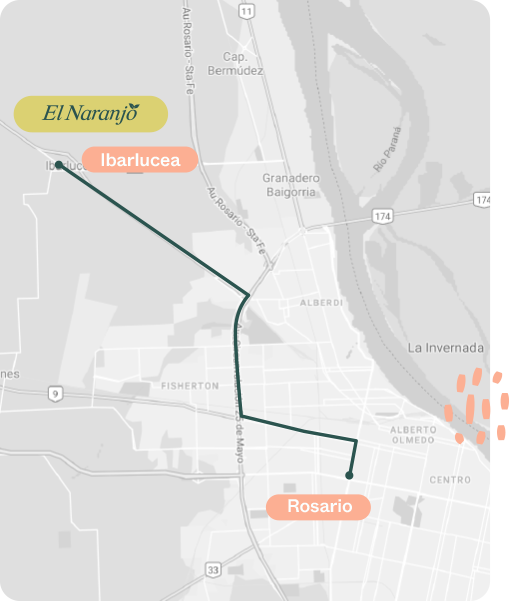 11
Au Rosario - Sta Fe
Cap.
Bermúdez
El Naranjo
Río Paraná
Ibarlucea
Granadero
Baigorria
174
174
Au Rosario - Sta Fe
ALBERDI
La Invernada
nes
FISHERTON
9
25 de Mayo
ALBERTO
OLMEDO
CENTRO
Rosario
33